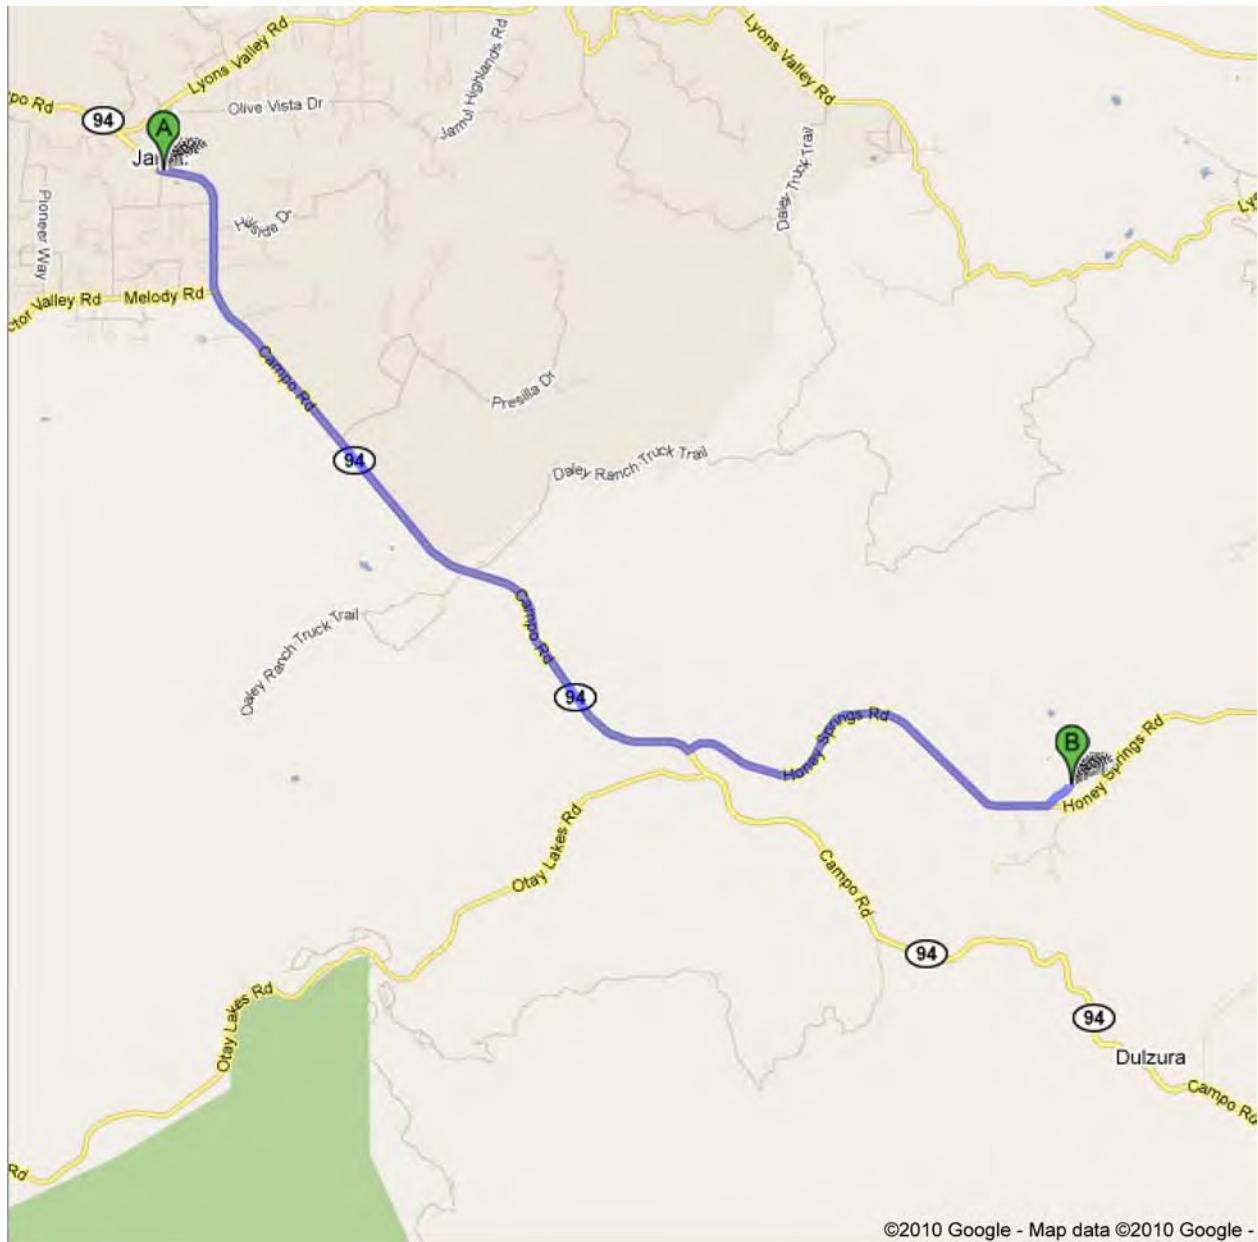 Lyons Valley Rd
Lyons Valley Rd
Jamul Highlands Rd
po Rd
94
Olive Vista Dr
A
Daley Truck Trail
Pioneer Way
Hillside Dr
Lyo
ctor Valley Rd
Melody Rd
Campo Rd
Presilla Dr
94
Daley Ranch Truck Trail
Campo Rd
Daley Ranch Truck Trail
94
Honey Springs Rd
B
Honey Springs Rd
Otay Lakes Rd
Campo Rd
94
Otay Lakes Rd
94
Dulzura
Campo Rd
Rd
©2010 Google - Map data ©2010 Google -